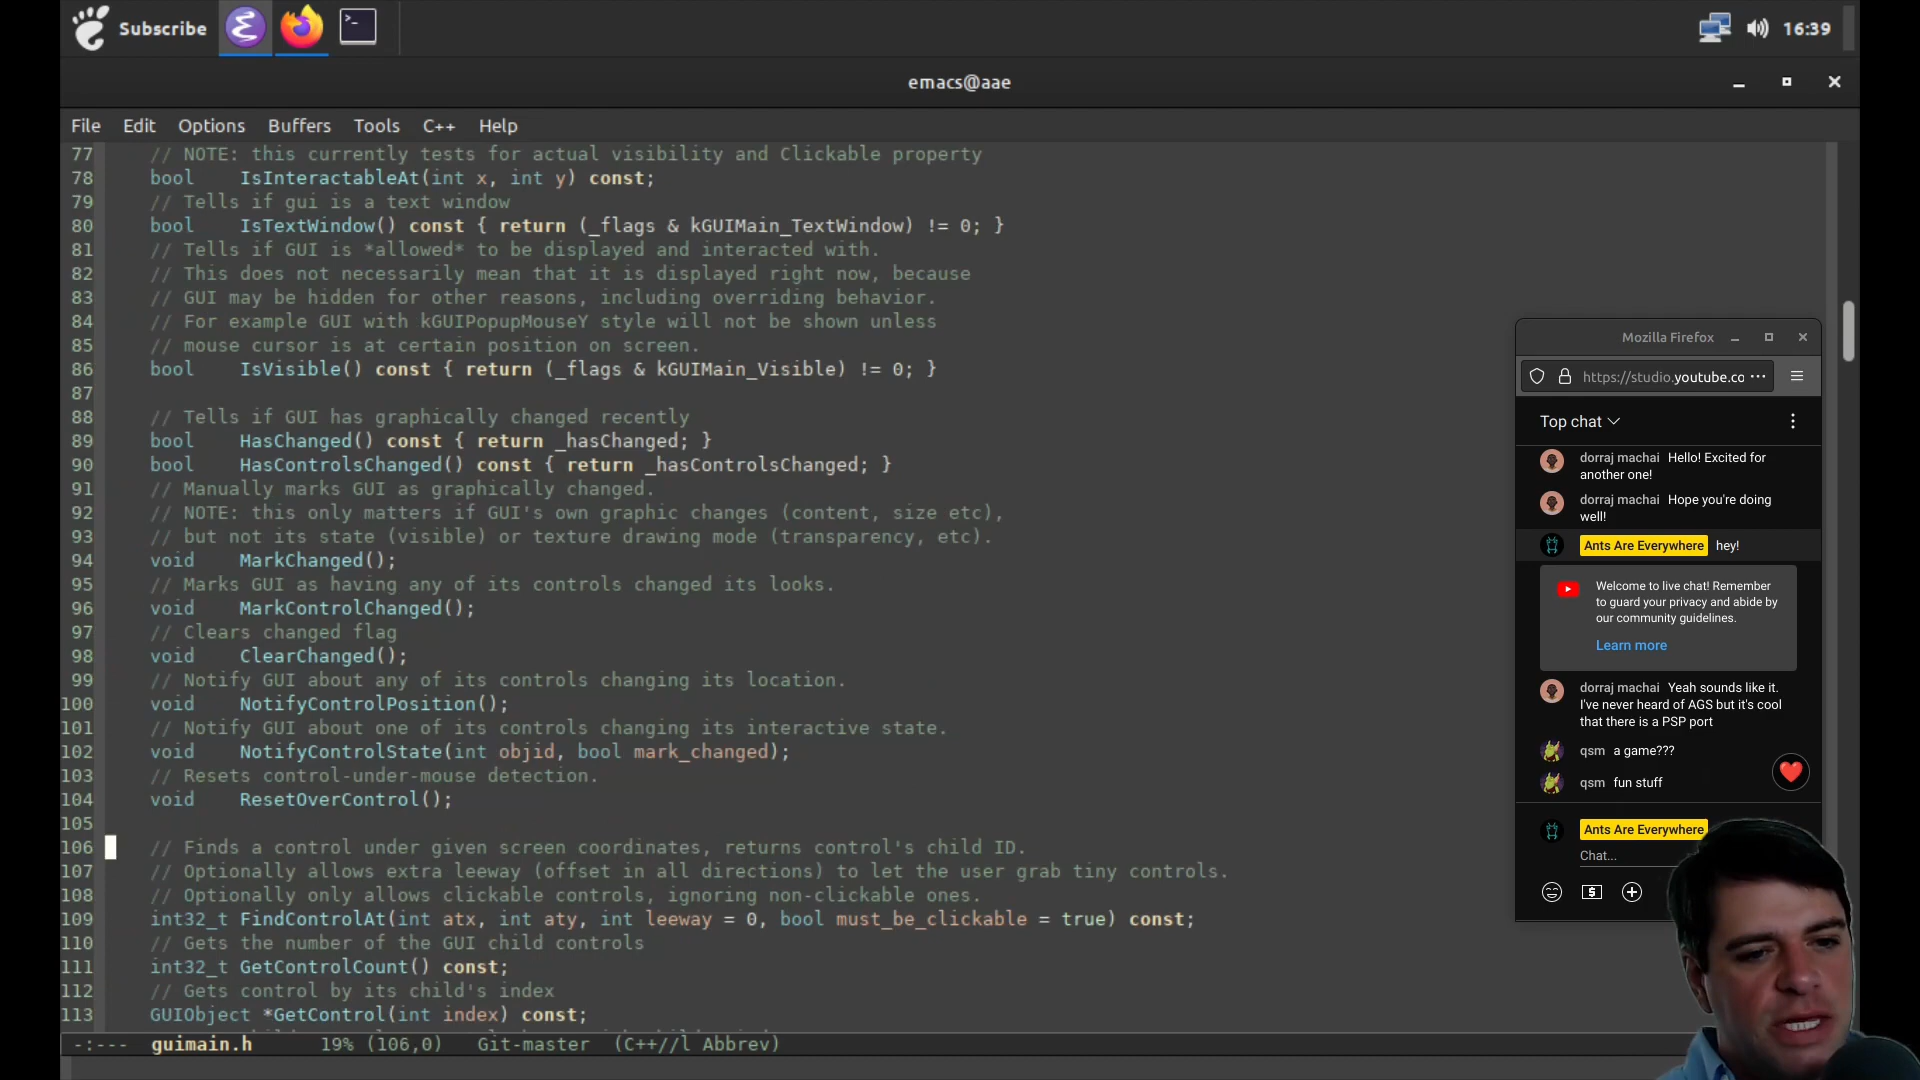 Subscribe
16:39
emacs@aae
File Edit Options Buffers Tools C++ Help
77 // NOTE: this currently tests for actual visibility and Clickable property
78 bool IsInteractableAt(int x, int y) const;
79 // Tells if gui is a text window
80 bool IsTextWindow() const { return (_flags & kGUIMain_TextWindow) != 0; }
81 // Tells if GUI is *allowed* to be displayed and interacted with.
82 // This does not necessarily mean that it is displayed right now, because
83 // GUI may be hidden for other reasons, including overriding behavior.
84 // For example GUI with kGUIPopupMouseY style will not be shown unless
85 // mouse cursor is at certain position on screen.
86 bool IsVisible() const { return (_flags & kGUIMain_Visible) != 0; }
87
88 // Tells if GUI has graphically changed recently
89 bool HasChanged() const { return _hasChanged; }
90 bool HasControlsChanged() const { return _hasControlsChanged; }
91 // Manually marks GUI as graphically changed.
92 // NOTE: this only matters if GUI's own graphic changes (content, size etc),
93 // but not its state (visible) or texture drawing mode (transparency, etc).
94 void MarkChanged();
95 // Marks GUI as having any of its controls changed its looks.
96 void MarkControlChanged();
97 // Clears changed flag
98 void ClearChanged();
99 // Notify GUI about any of its controls changing its location.
100 void NotifyControlPosition();
101 // Notify GUI about one of its controls changing its interactive state.
102 void NotifyControlState(int objid, bool mark_changed);
103 // Resets control-under-mouse detection.
104 void ResetOverControl();
105
106 // Finds a control under given screen coordinates, returns control's child ID.
107 // Optionally allows extra leeway (offset in all directions) to let the user grab tiny controls.
108 // Optionally only allows clickable controls, ignoring non-clickable ones.
109 int32_t FindControlAt(int atx, int aty, int leeway = 0, bool must_be_clickable = true) const;
110 // Gets the number of the GUI child controls
111 int32_t GetControlCount() const;
112 // Gets control by its child's index
113 GUIObject *GetControl(int index) const;
-:--- guimain.h 19% (106,0) Git-master (C++//l Abbrev)
Mozilla Firefox
https://studio.youtube.co
Top chat
dorraj machai Hello! Excited for
another one!
dorraj machai Hope you're doing
well!
Ants Are Everywhere hey!
Welcome to live chat! Remember
to guard your privacy and abide by
our community guidelines.
Learn more
dorraj machai Yeah sounds like it.
I've never heard of AGS but it's cool
that there is a PSP port
qsm a game???
qsm fun stuff
Ants Are Everywhere
Chat...